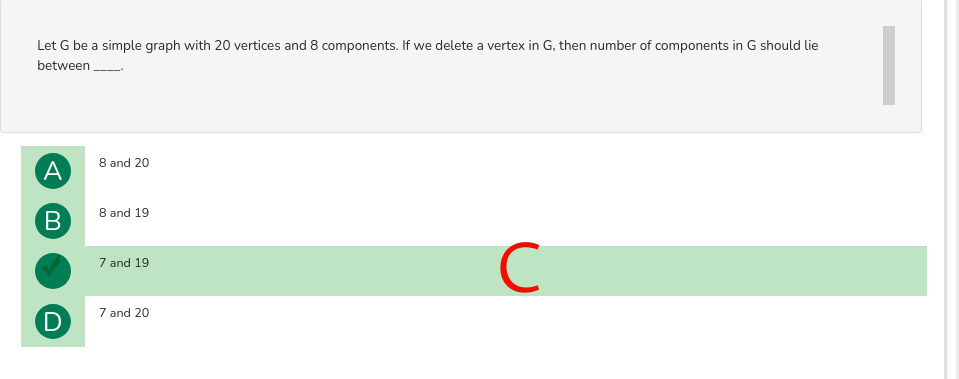 Let G be a simple graph with 20 vertices and 8 components. If we delete a vertex in G, then number of components in G should lie
between ____.
A 8 and 20
B 8 and 19
7 and 19
C
D 7 and 20